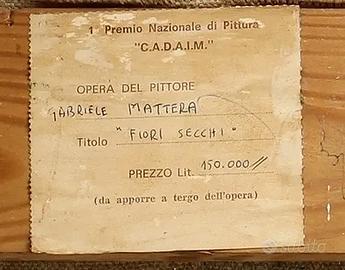 1 Premio Nazionale di Pittura
"C.A.D.A.I.M."
OPERA DEL PITTORE
GABRIELE MATTERA
Titolo "FIORI SECCHI"
PREZZO Lit. 150.000//
(da apporre a tergo dell'opera)
subito